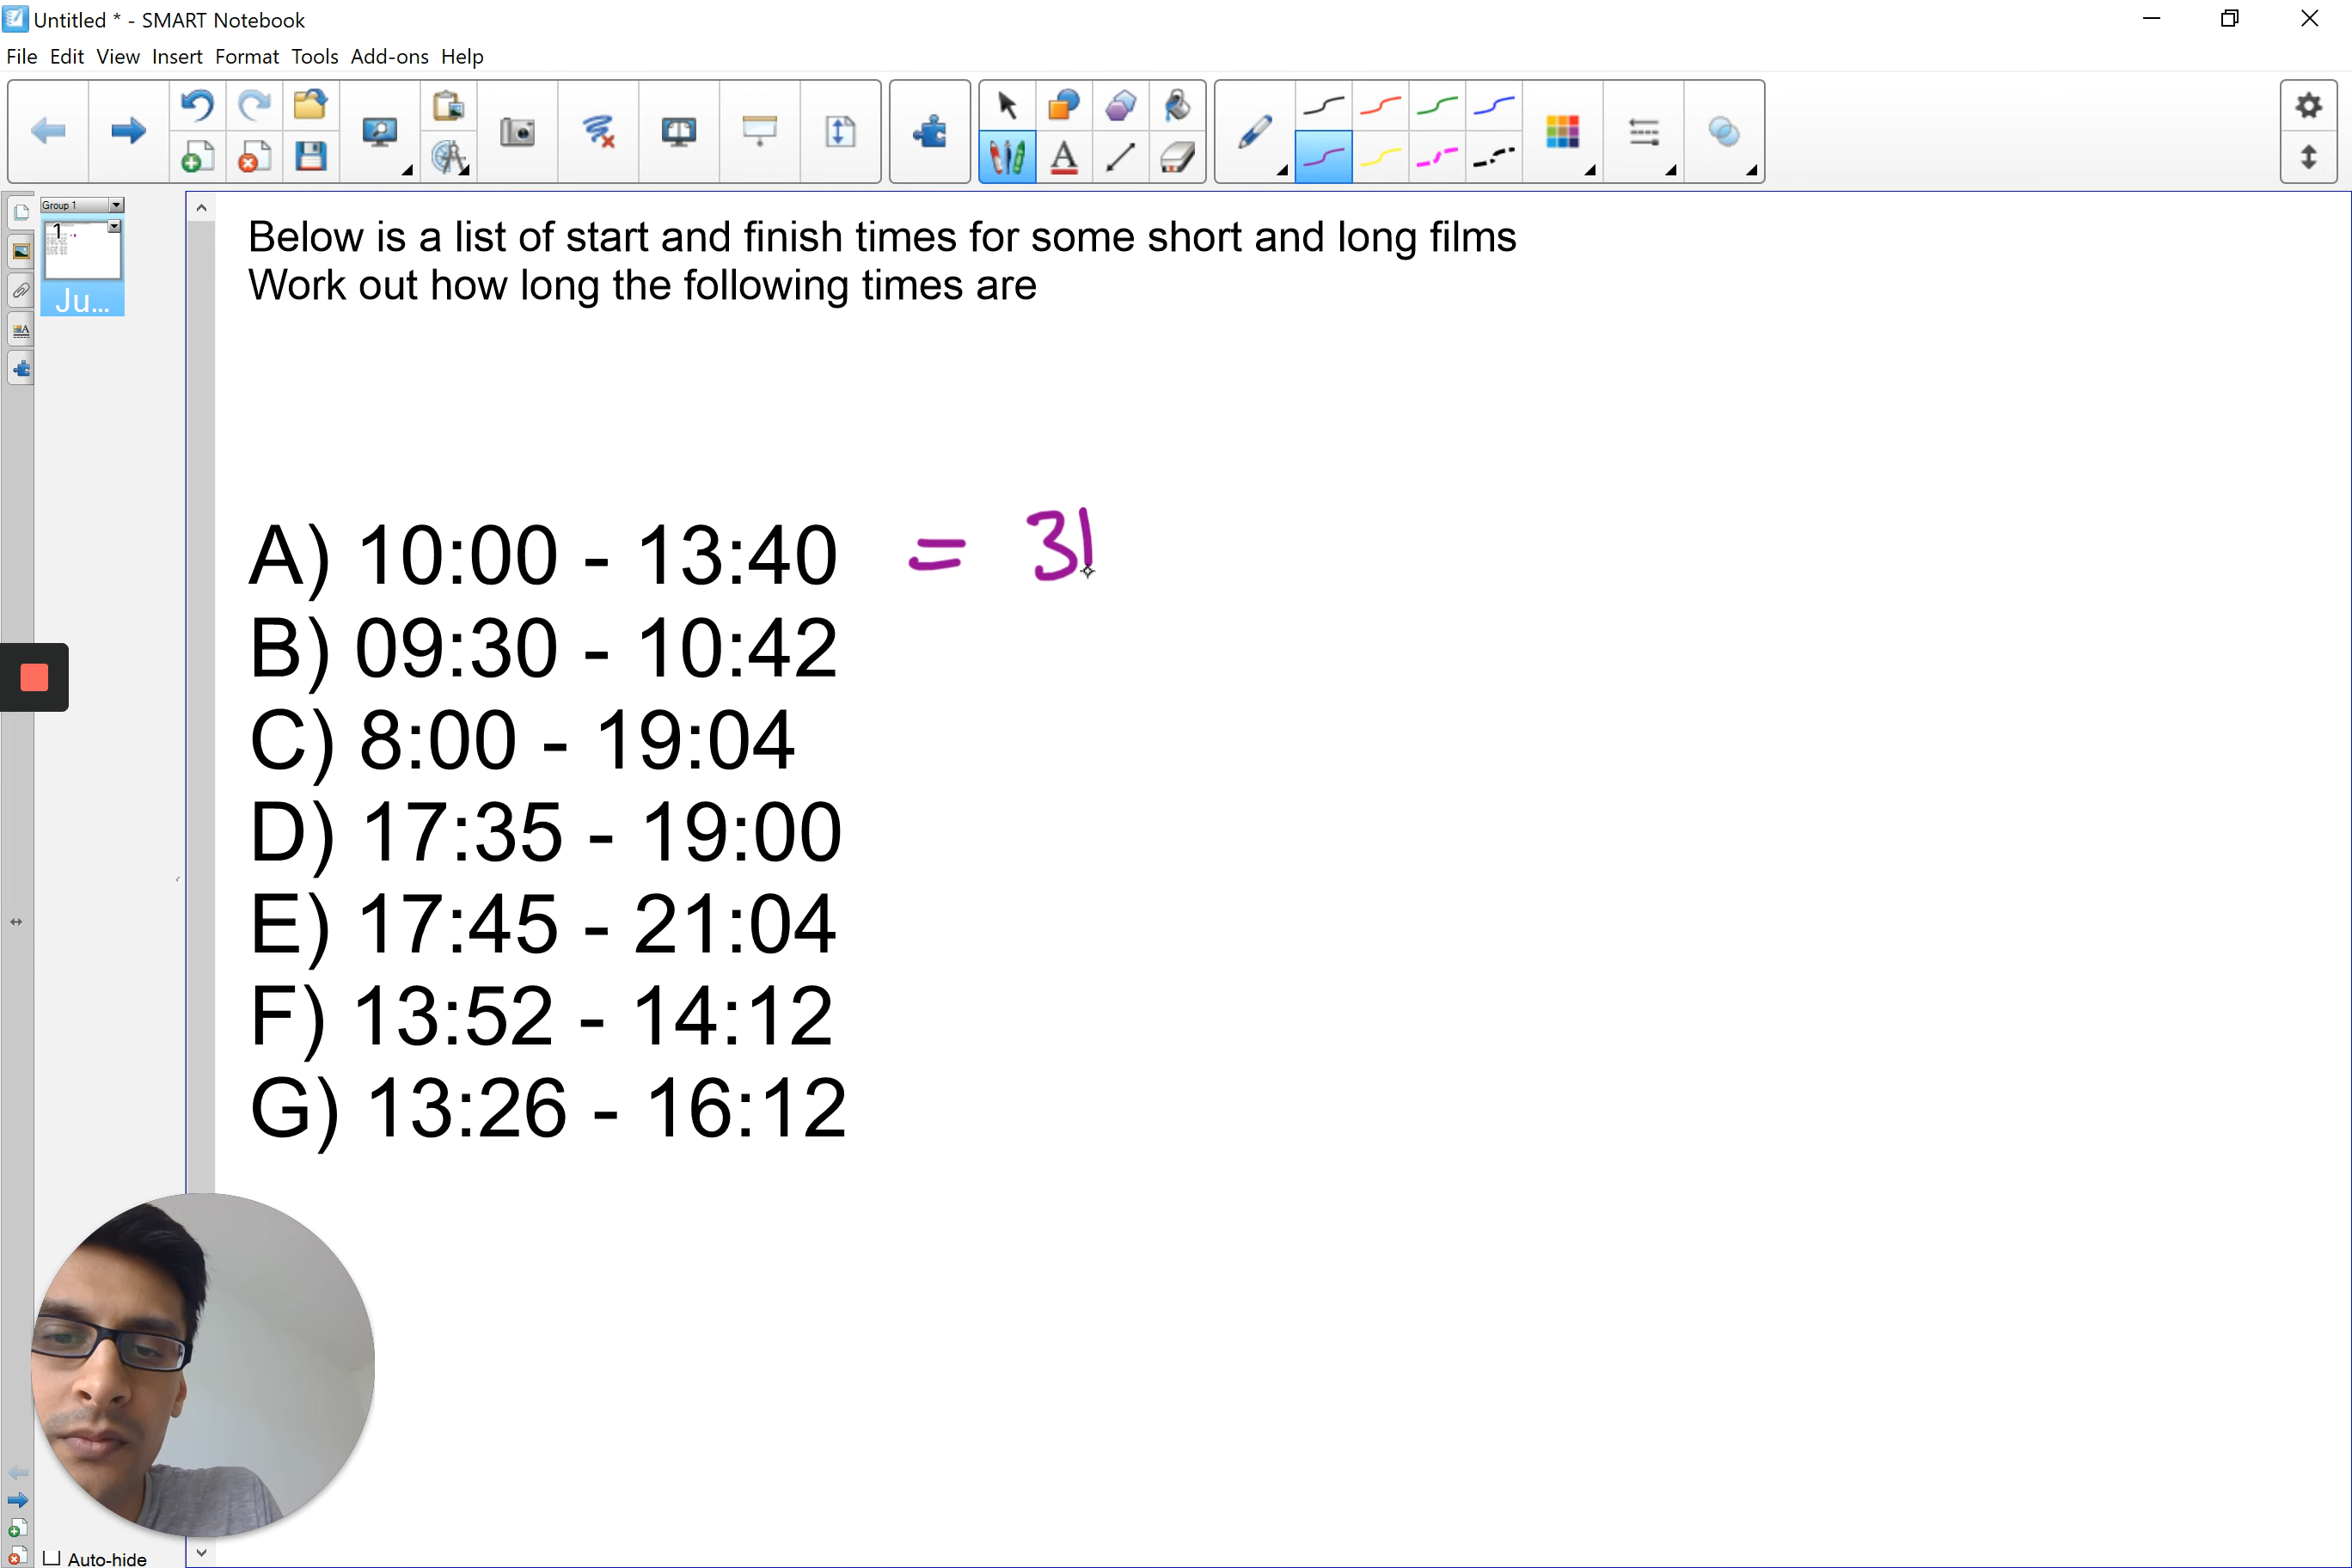 Untitled * - SMART Notebook
File Edit View Insert Format Tools Add-ons Help
Group 1
1
Ju...
Below is a list of start and finish times for some short and long films
Work out how long the following times are
A) 10:00 - 13:40 = 3l
B) 09:30 - 10:42
C) 8:00 - 19:04
D) 17:35 - 19:00
E) 17:45 - 21:04
F) 13:52 - 14:12
G) 13:26 - 16:12
Auto-hide